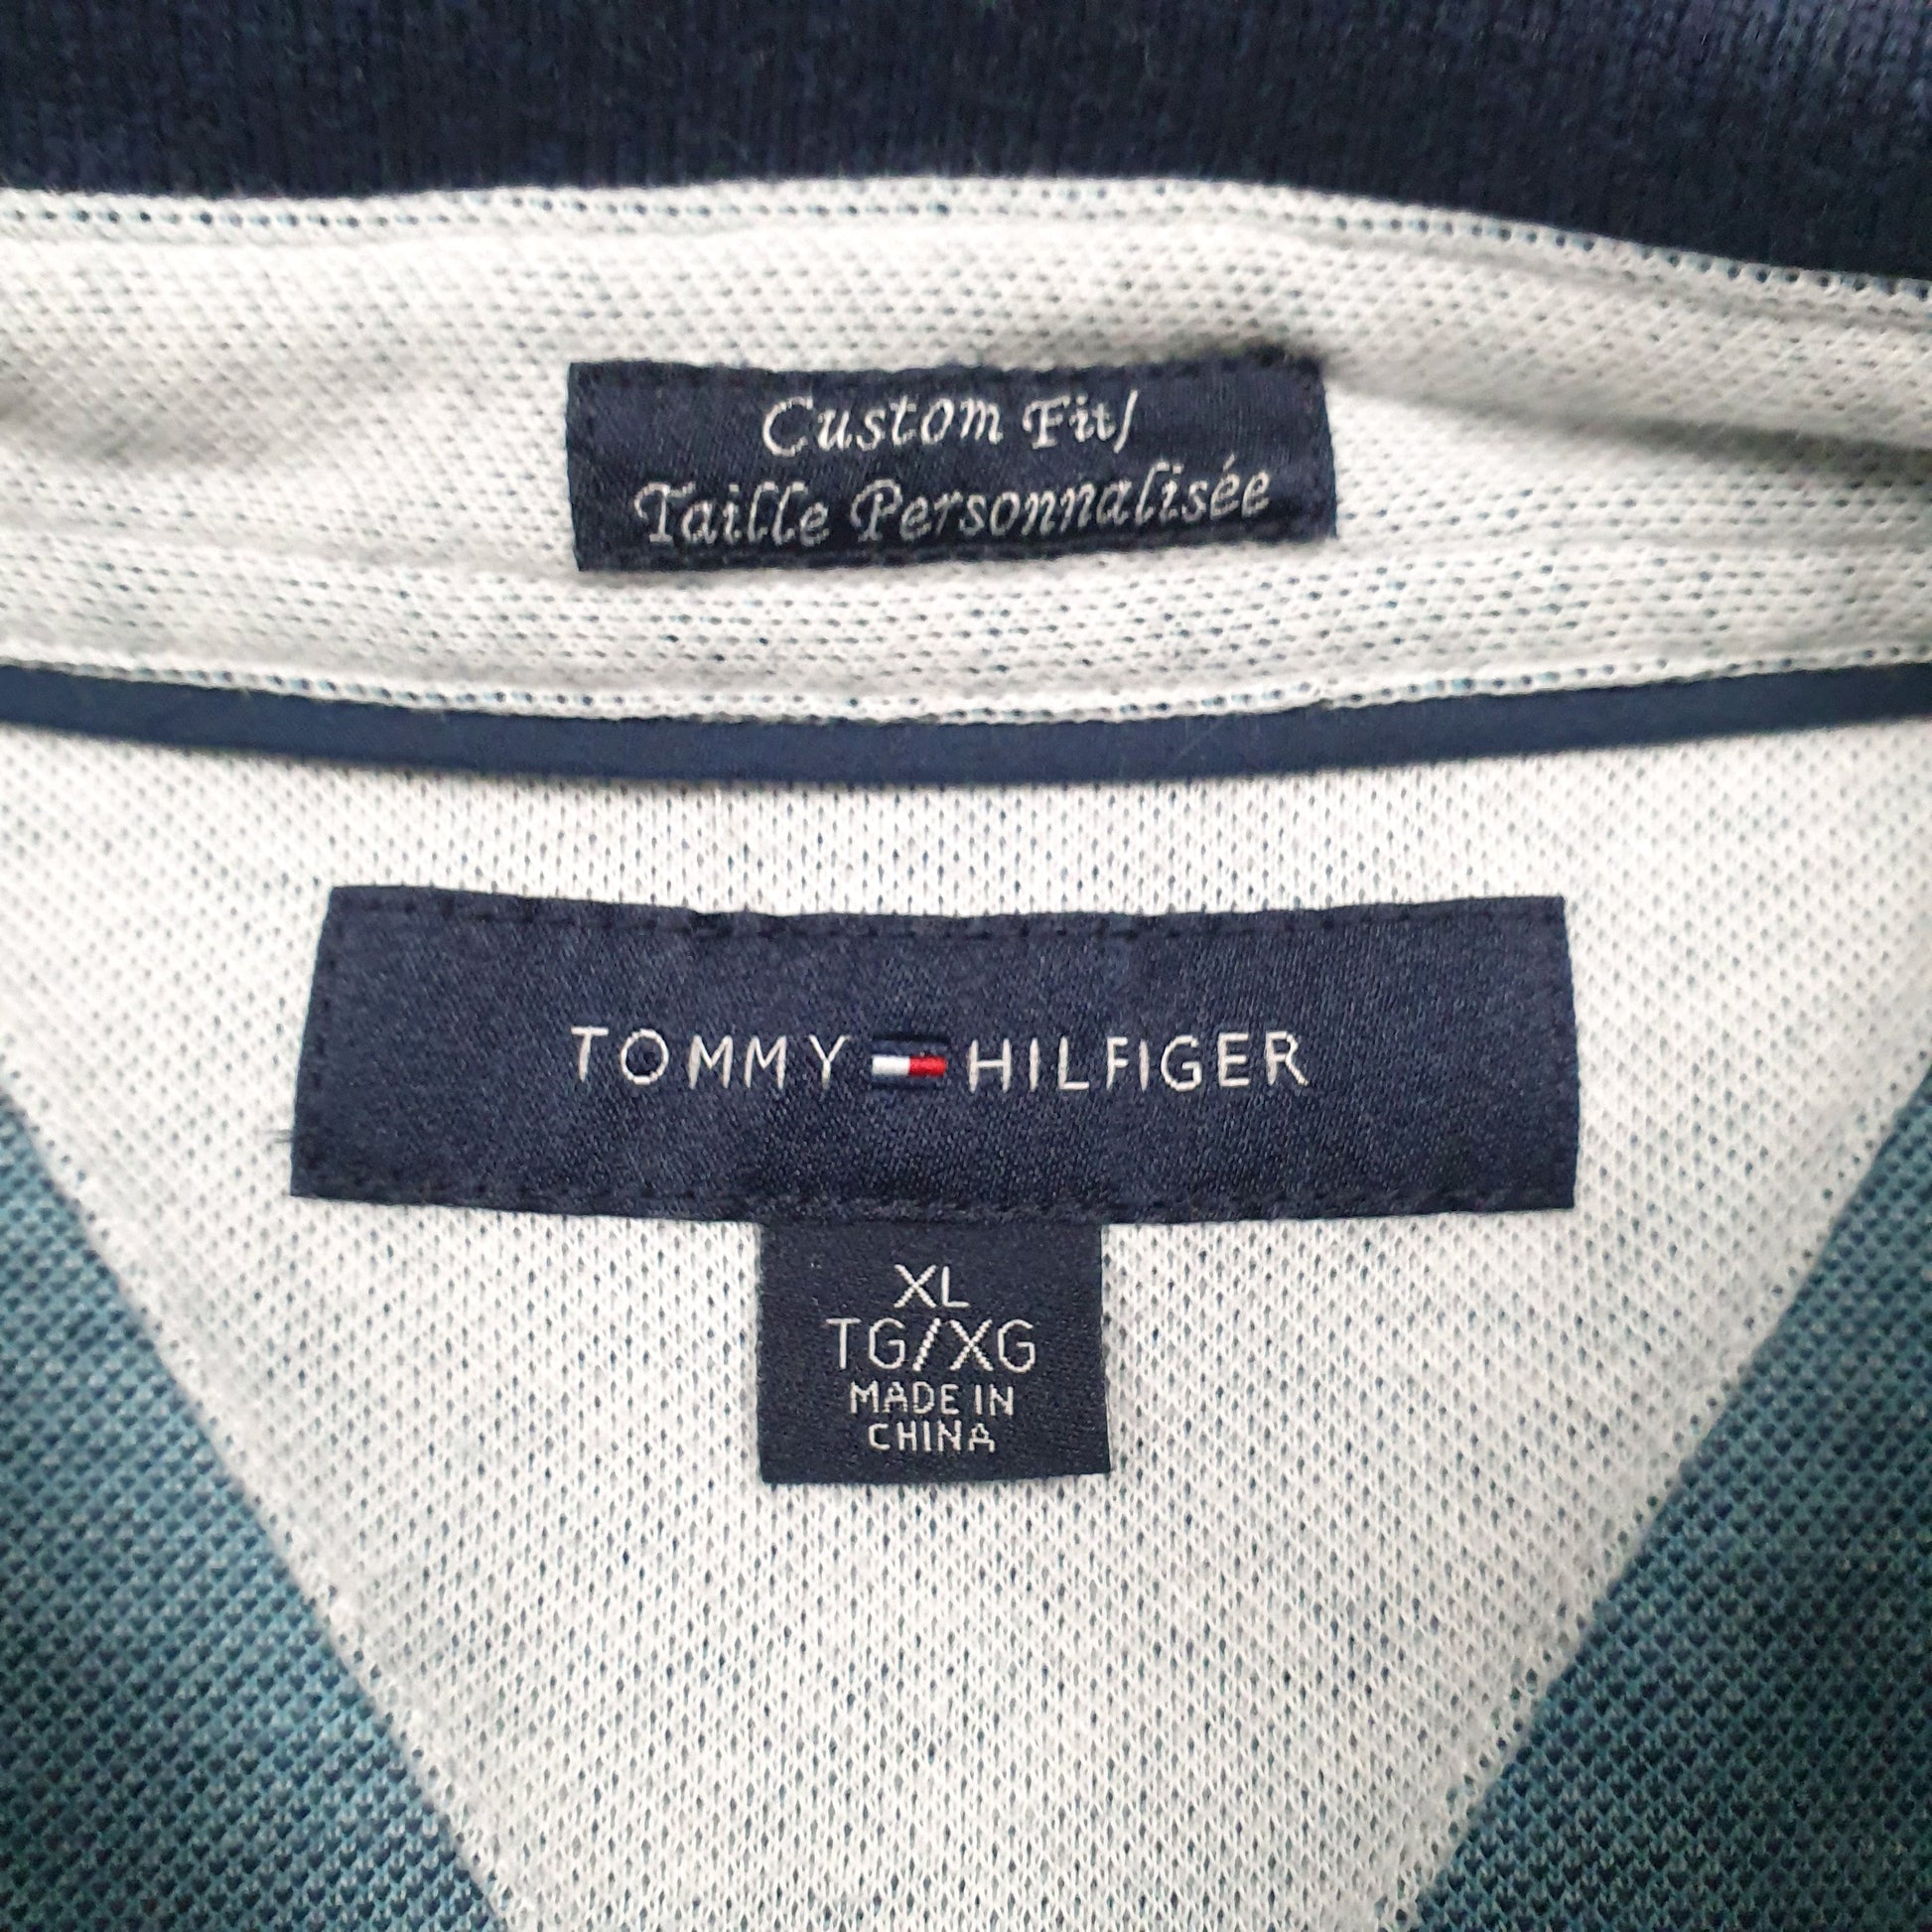 Custom Fit/
Taille Personnalisée
TOMMY HILFIGER
XL
TG/XG
MADE IN
CHINA